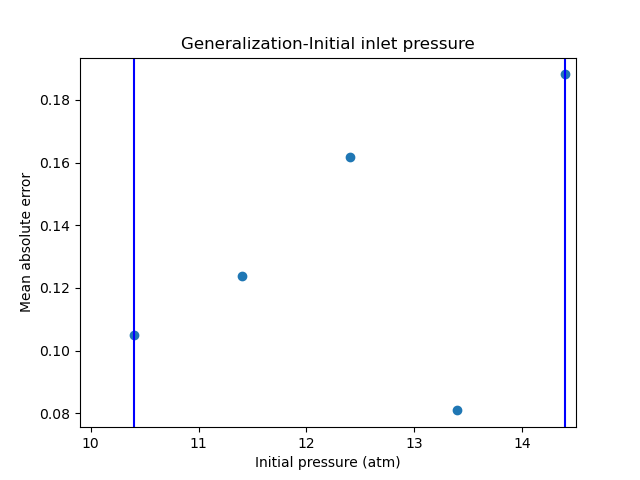 Generalization-Initial inlet pressure
Mean absolute error
0.18
0.16
0.14
0.12
0.10
0.08
10 11 12 13 14
Initial pressure (atm)